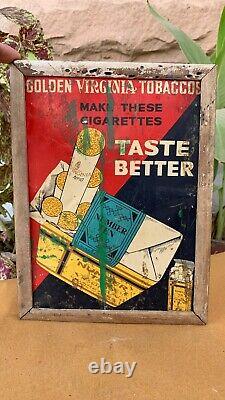 GOLDEN VIRGINIA TOBACCOS
MAKE THESE
CIGARETTES
TASTE
BETTER